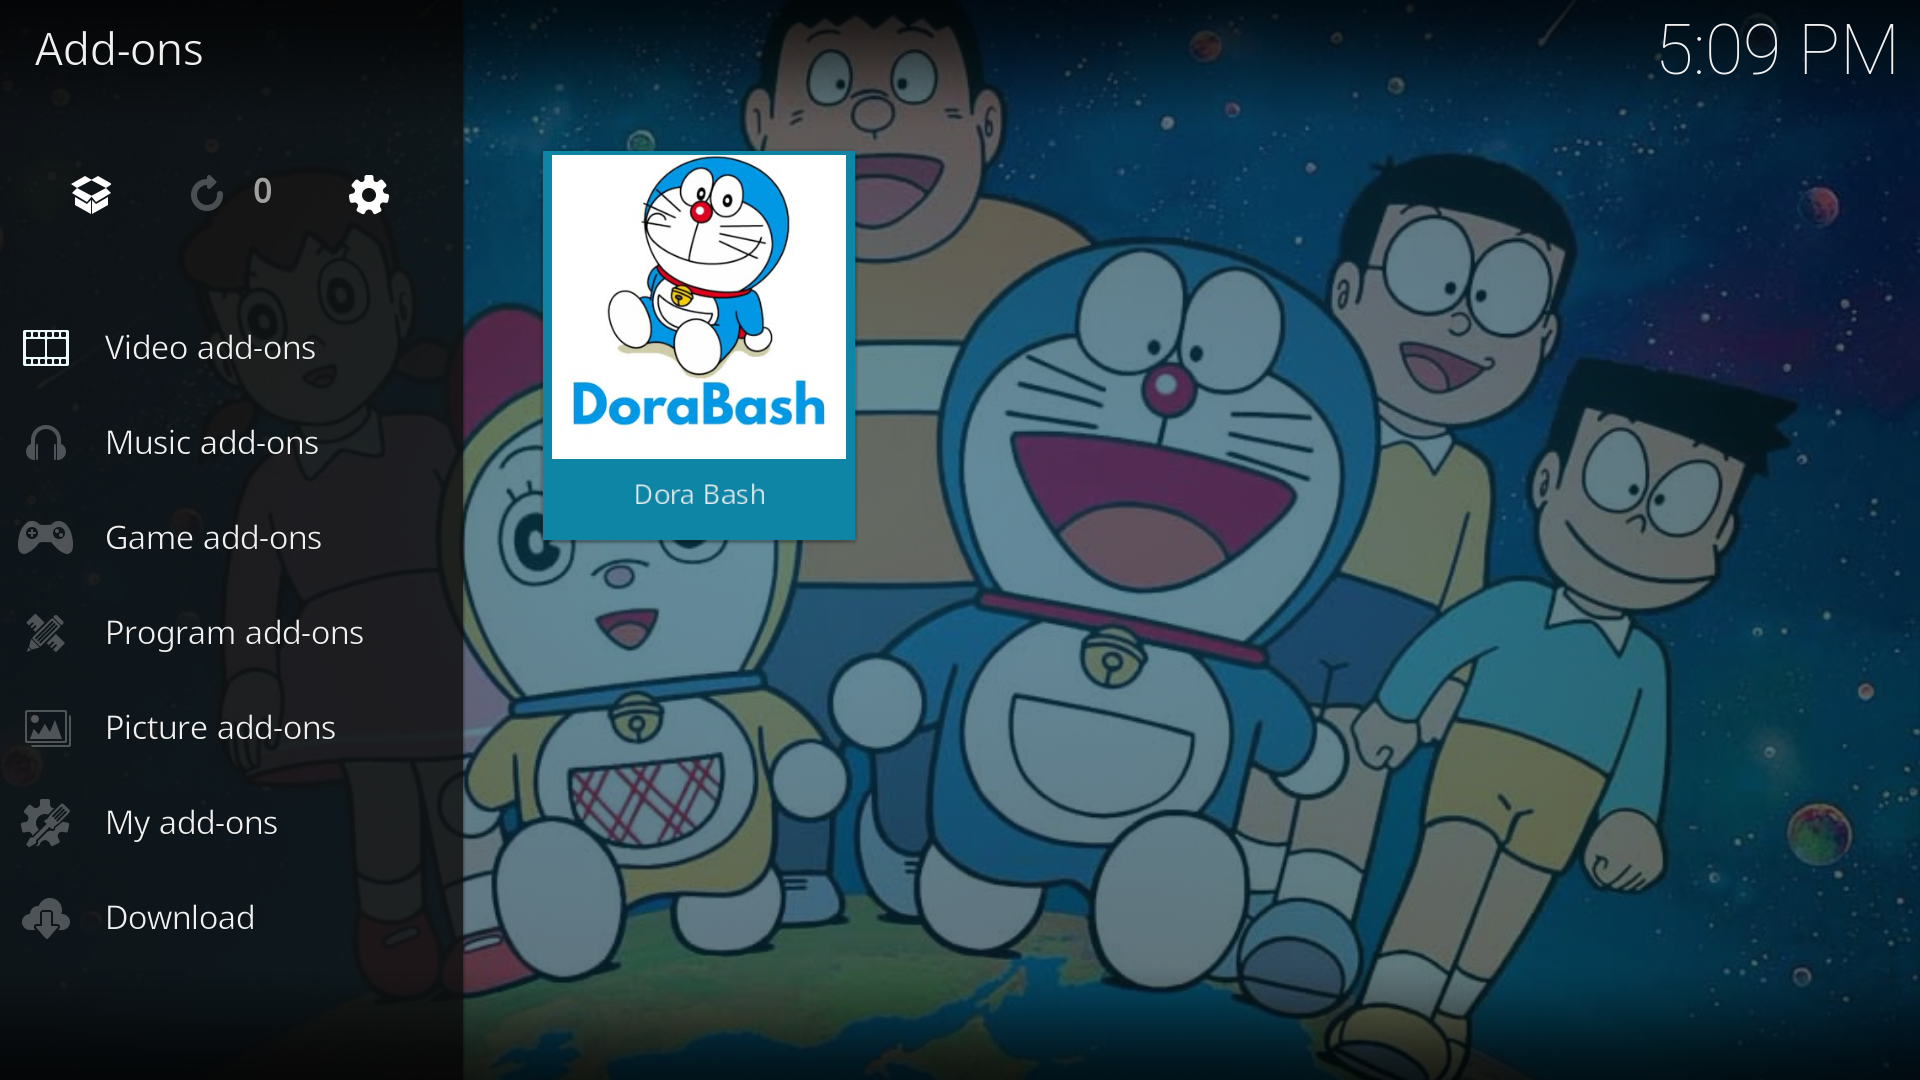 Add-ons
5:09 PM
0
Video add-ons
Music add-ons
Game add-ons
Program add-ons
Picture add-ons
My add-ons
Download
DoraBash
Dora Bash